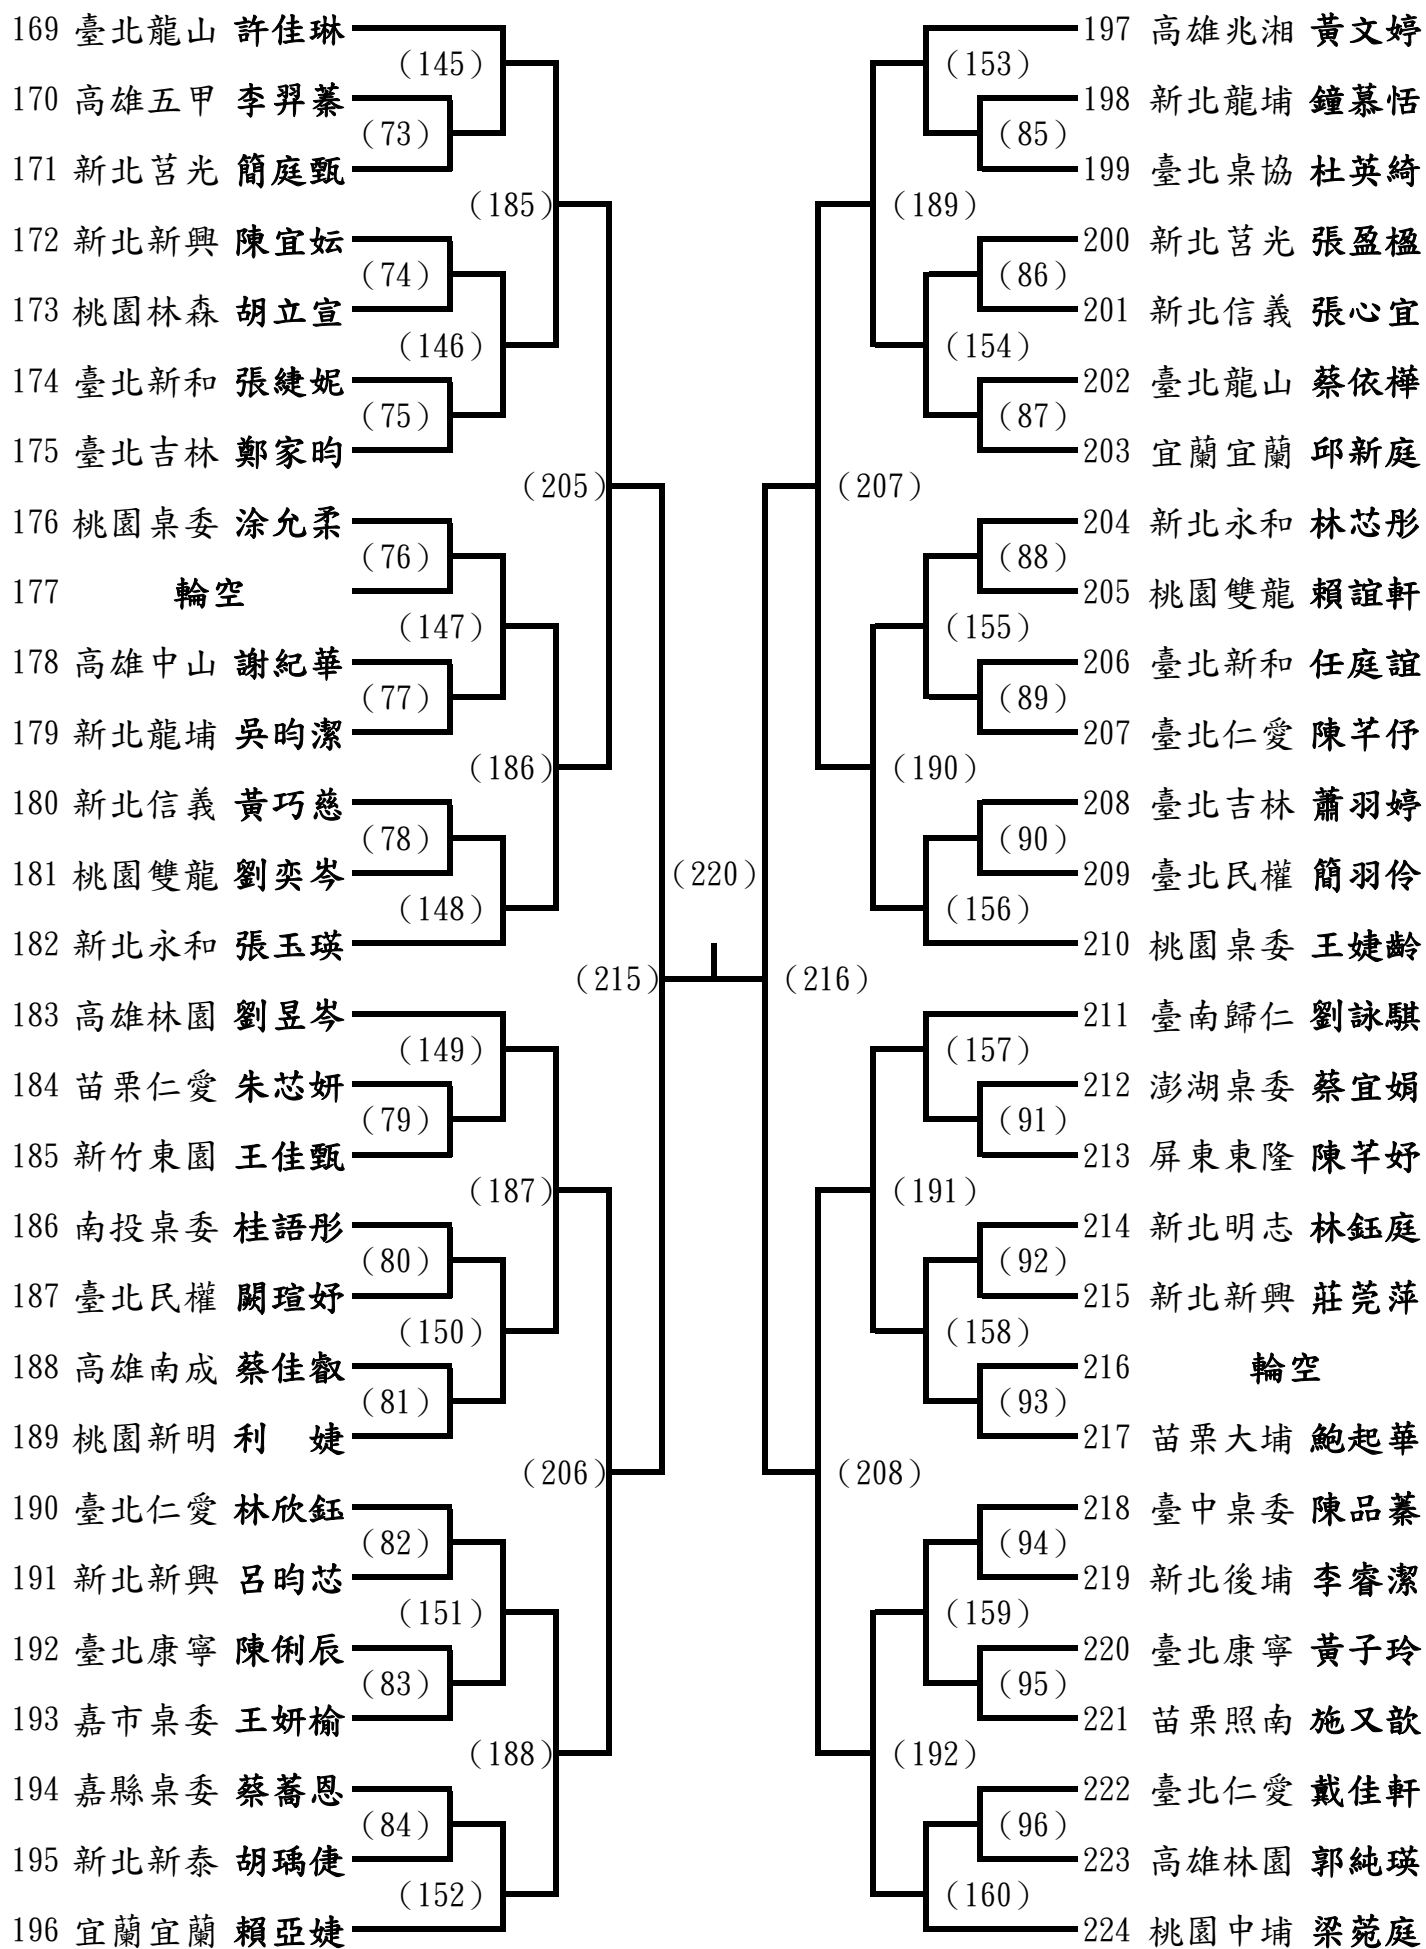 169 臺北龍山 許佳琳
(145)
170 高雄五甲 李羿蓁
(73)
171 新北莒光 簡庭甄
(185)
172 新北新興 陳宜妘
(74)
173 桃園林森 胡立宣
(146)
174 臺北新和 張緁妮
(75)
175 臺北吉林 鄭家昀
(205)
176 桃園桌委 涂允柔
(76)
177 輪空
(147)
178 高雄中山 謝紀華
(77)
179 新北龍埔 吳昀潔
(186)
180 新北信義 黃巧慈
(78)
181 桃園雙龍 劉奕岑
(148)
182 新北永和 張玉瑛
(215)
183 高雄林園 劉昱岑
(149)
184 苗栗仁愛 朱芯妍
(79)
185 新竹東園 王佳甄
(187)
186 南投桌委 桂語彤
(80)
187 臺北民權 闕瑄妤
(150)
188 高雄南成 蔡佳叡
(81)
189 桃園新明 利　婕
(206)
190 臺北仁愛 林欣鈺
(82)
191 新北新興 呂昀芯
(151)
192 臺北康寧 陳俐辰
(83)
193 嘉市桌委 王妍榆
(188)
194 嘉縣桌委 蔡蕎恩
(84)
195 新北新泰 胡瑀倢
(152)
196 宜蘭宜蘭 賴亞婕
(220)
197 高雄兆湘 黃文婷
(153)
198 新北龍埔 鐘慕恬
(85)
199 臺北桌協 杜英綺
(189)
200 新北莒光 張盈楹
(86)
201 新北信義 張心宜
(154)
202 臺北龍山 蔡依樺
(87)
203 宜蘭宜蘭 邱新庭
(207)
204 新北永和 林芯彤
(88)
205 桃園雙龍 賴誼軒
(155)
206 臺北新和 任庭誼
(89)
207 臺北仁愛 陳芊伃
(190)
208 臺北吉林 蕭羽婷
(90)
209 臺北民權 簡羽伶
(156)
210 桃園桌委 王婕齡
(216)
211 臺南歸仁 劉詠騏
(157)
212 澎湖桌委 蔡宜娟
(91)
213 屏東東隆 陳芊妤
(191)
214 新北明志 林鈺庭
(92)
215 新北新興 莊莞萍
(158)
216 輪空
(93)
217 苗栗大埔 鮑起華
(208)
218 臺中桌委 陳品蓁
(94)
219 新北後埔 李睿潔
(159)
220 臺北康寧 黃子玲
(95)
221 苗栗照南 施又歆
(192)
222 臺北仁愛 戴佳軒
(96)
223 高雄林園 郭純瑛
(160)
224 桃園中埔 梁菀庭